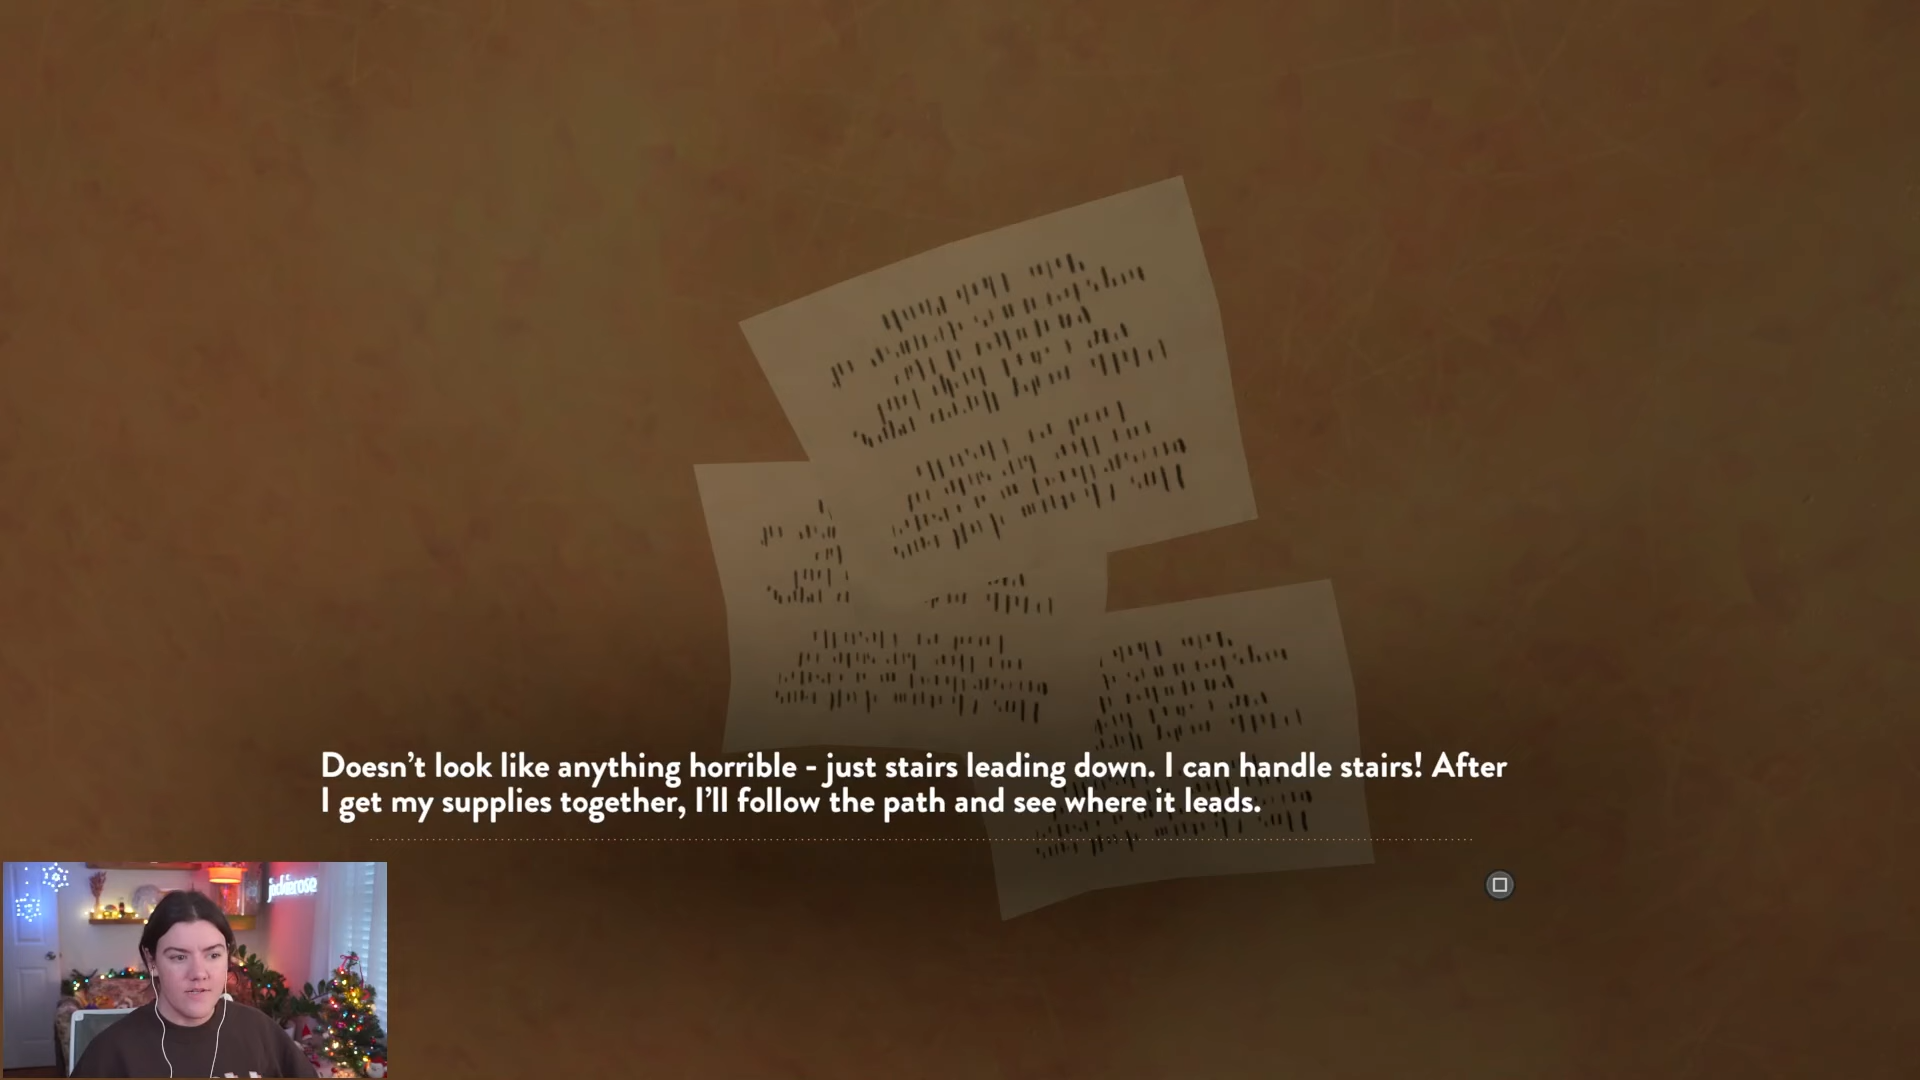 Doesn't look like anything horrible - just stairs leading down. I can handle stairs! After
I get my supplies together, I'll follow the path and see where it leads.
jackierose